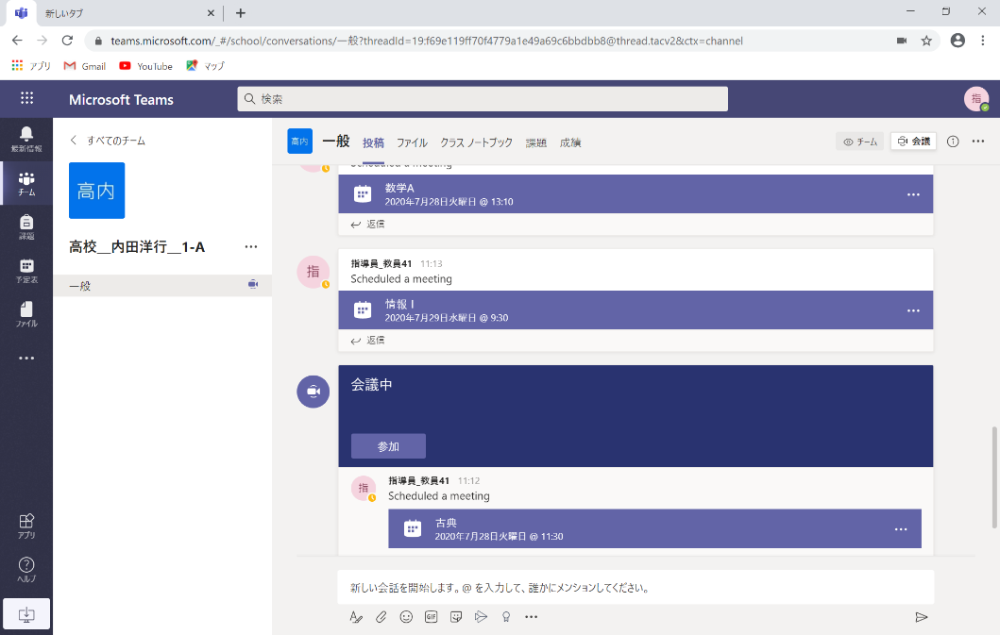 新しいタブ
teams.microsoft.com/_#/school/conversations/一般?threadId=19:f69e119ff70f4779a1e49a69c6bbdbb8@thread.tacv2&ctx=channel
アプリ Gmail YouTube マップ
Microsoft Teams
検索
指
最新情報
チーム
課題
予定表
ファイル
アプリ
ヘルプ
すべてのチーム
高内
高校__内田洋行__1-A
一般
高内 一般 投稿 ファイル クラス ノートブック 課題 成績
チーム 会議
Scheduled a meeting
数学A
2020年7月28日火曜日 @ 13:10
返信
指
指導員_教員41 11:13
Scheduled a meeting
情報 I
2020年7月29日水曜日 @ 9:30
返信
会議中
参加
指
指導員_教員41 11:12
Scheduled a meeting
古典
2020年7月28日火曜日 @ 11:30
新しい会話を開始します。@ を入力して、誰かにメンションしてください。
GIF